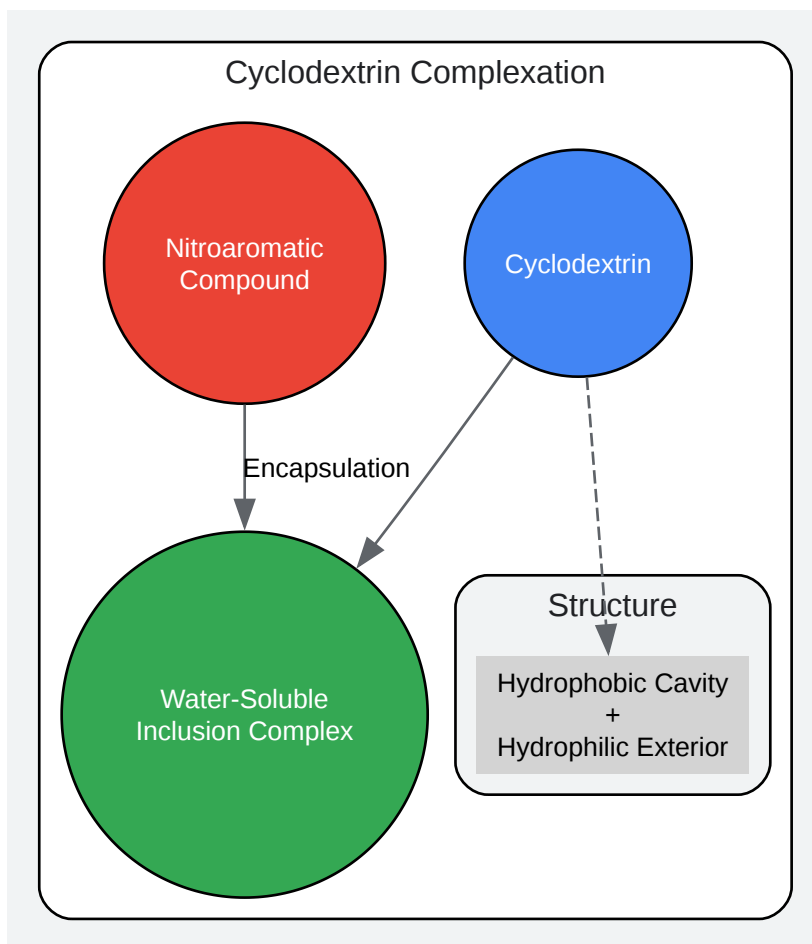 Cyclodextrin Complexation
Nitroaromatic
Compound
Cyclodextrin
Encapsulation
Water-Soluble
Inclusion Complex
Structure
Hydrophobic Cavity
+
Hydrophilic Exterior